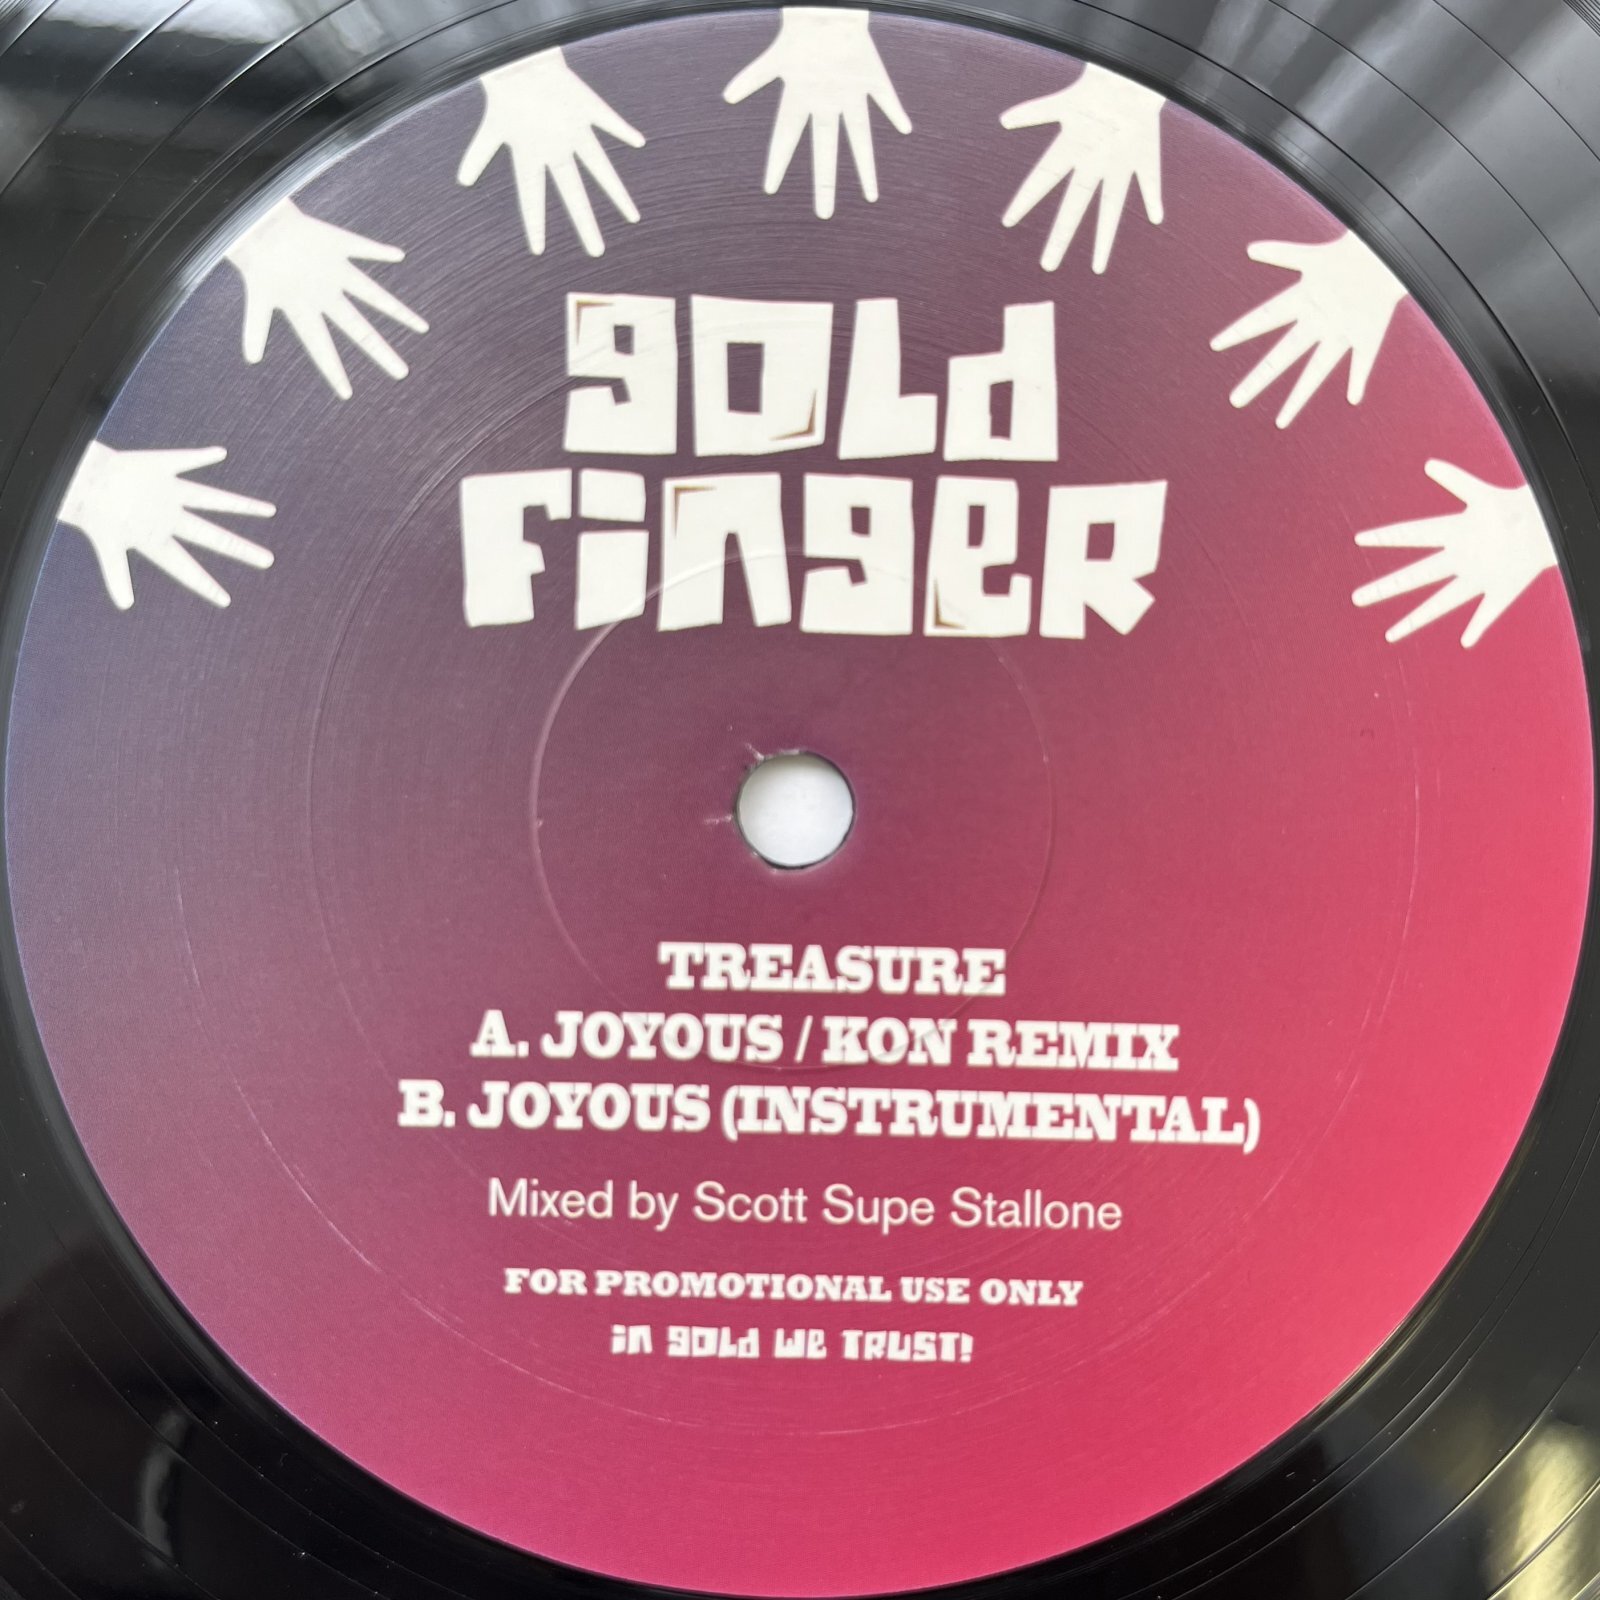 gold
finger
TREASURE
A. JOYOUS / KON REMIX
B. JOYOUS (INSTRUMENTAL)
Mixed by Scott Supe Stallone
FOR PROMOTIONAL USE ONLY
in gold we trust!